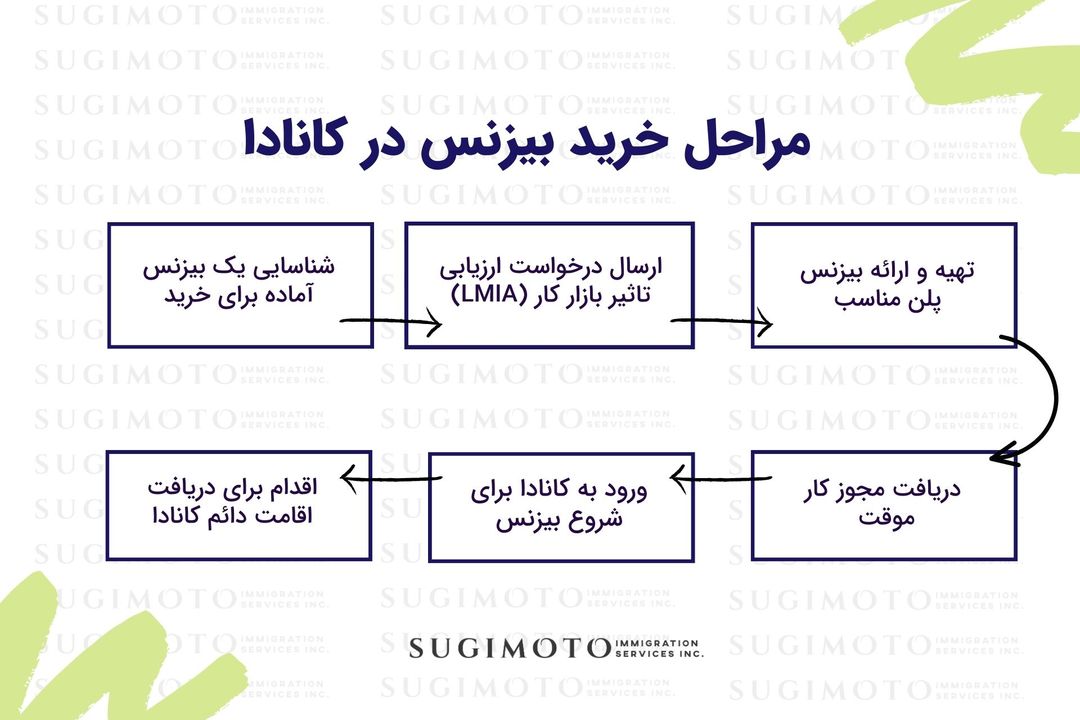 مراحل خرید بیزنس در کانادا
شناسایی یک بیزنس
آماده برای خرید
ارسال درخواست ارزیابی
تاثیر بازار کار (LMIA)
تهیه و ارائه بیزنس
پلن مناسب
دریافت مجوز کار
موقت
ورود به کانادا برای
شروع بیزنس
اقدام برای دریافت
اقامت دائم کانادا
SUGIMOTO IMMIGRATION
SERVICES INC.